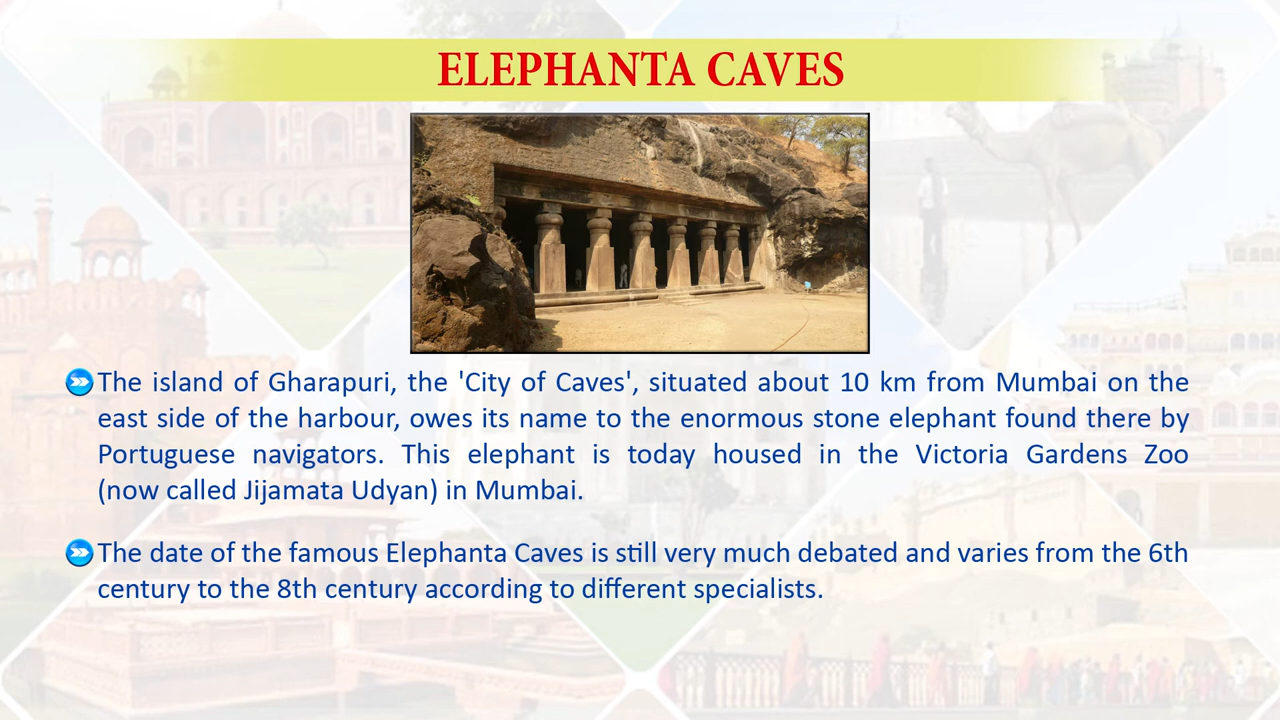 ELEPHANTA CAVES
The island of Gharapuri, the 'City of Caves', situated about 10 km from Mumbai on the
east side of the harbour, owes its name to the enormous stone elephant found there by
Portuguese navigators. This elephant is today housed in the Victoria Gardens Zoo
(now called Jijamata Udyan) in Mumbai.
The date of the famous Elephanta Caves is still very much debated and varies from the 6th
century to the 8th century according to different specialists.